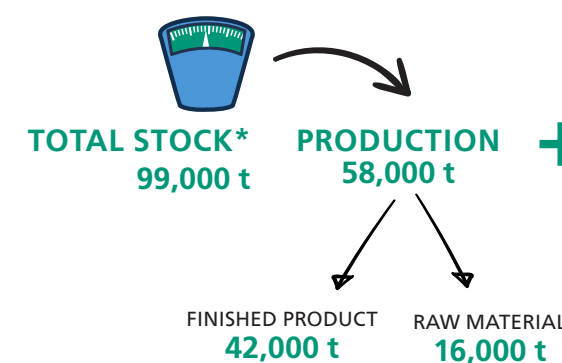 TOTAL STOCK* PRODUCTION +
99,000 t 58,000 t
FINISHED PRODUCT RAW MATERIAL
42,000 t 16,000 t